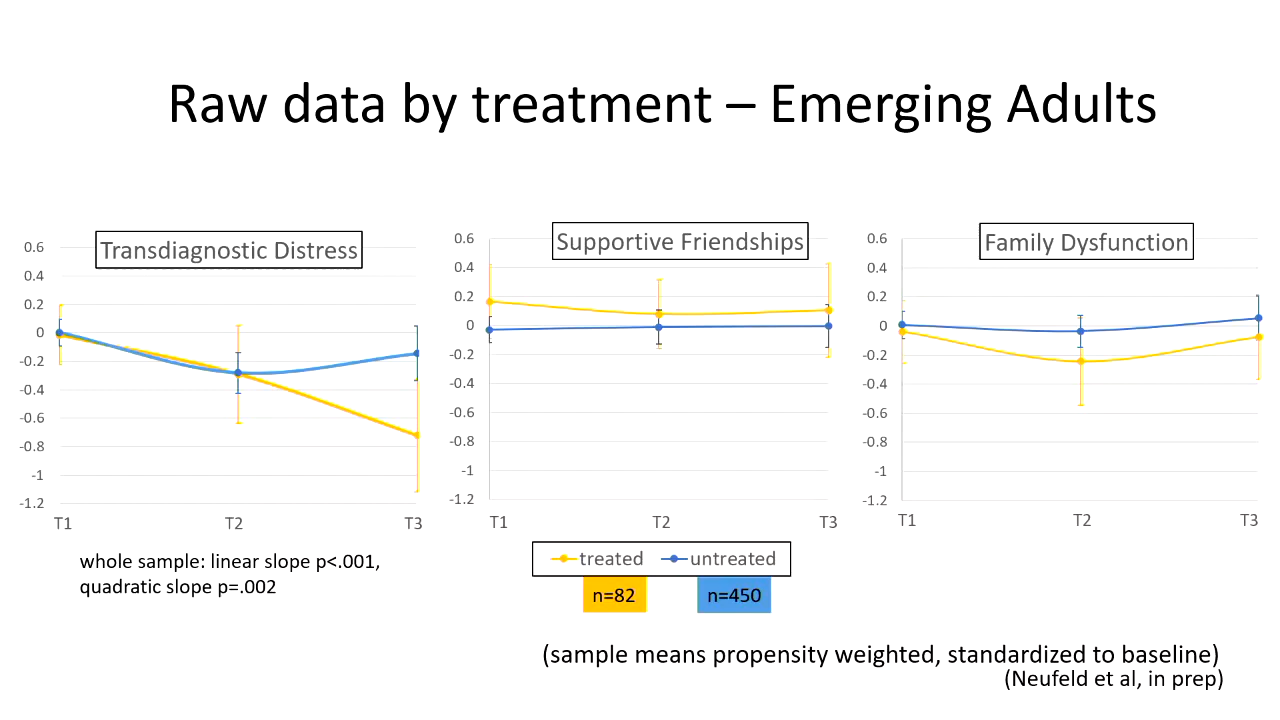 Raw data by treatment – Emerging Adults
Transdiagnostic Distress
0.6
0.4
0.2
0
-0.2
-0.4
-0.6
-0.8
-1
-1.2
T1 T2 T3
whole sample: linear slope p<.001,
quadratic slope p=.002
Supportive Friendships
0.6
0.4
0.2
0
-0.2
-0.4
-0.6
-0.8
-1
-1.2
T1 T2 T3
Family Dysfunction
0.6
0.4
0.2
0
-0.2
-0.4
-0.6
-0.8
-1
-1.2
T1 T2 T3
treated untreated
n=82 n=450
(sample means propensity weighted, standardized to baseline)
(Neufeld et al, in prep)